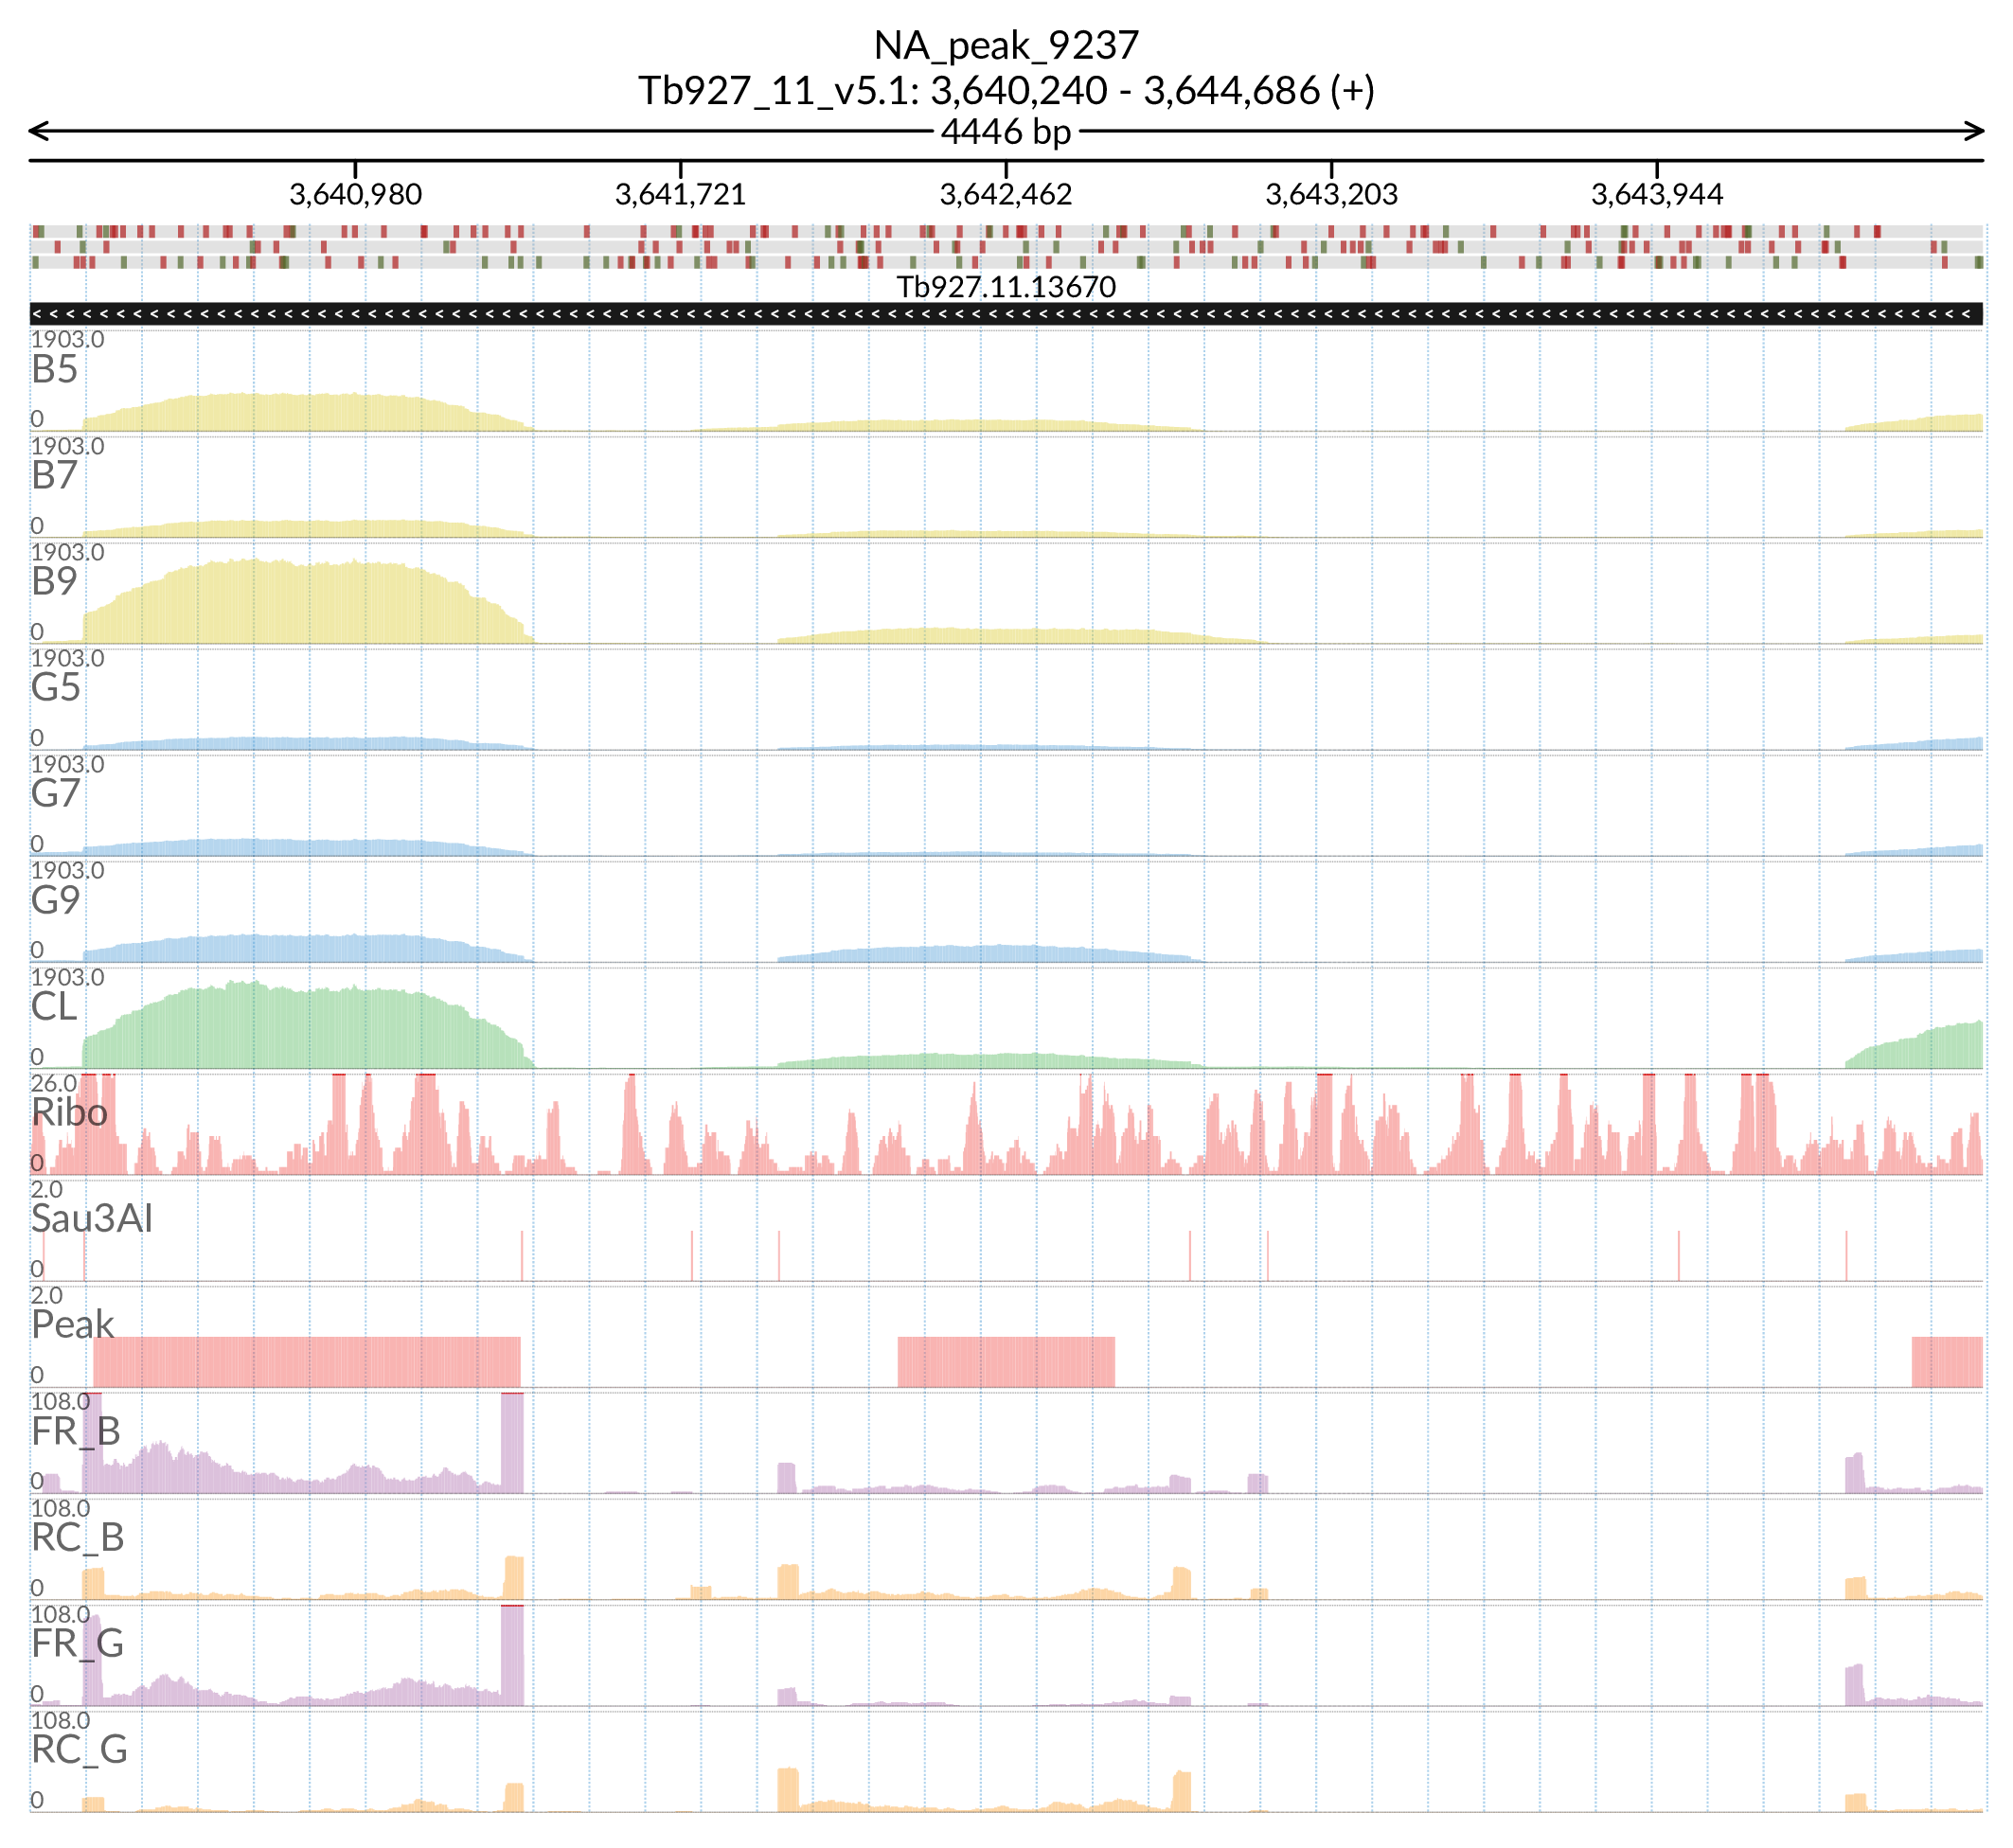 NA_peak_9237
Tb927_11_v5.1: 3,640,240 - 3,644,686 (+)
4446 bp
3,640,980 3,641,721 3,642,462 3,643,203 3,643,944
Tb927.11.13670
1903.0
B5
0
1903.0
B7
0
1903.0
B9
0
1903.0
G5
0
1903.0
G7
0
1903.0
G9
0
1903.0
CL
0
26.0
Ribo
0
2.0
Sau3AI
0
2.0
Peak
0
108.0
FR_B
0
108.0
RC_B
0
108.0
FR_G
0
108.0
RC_G
0